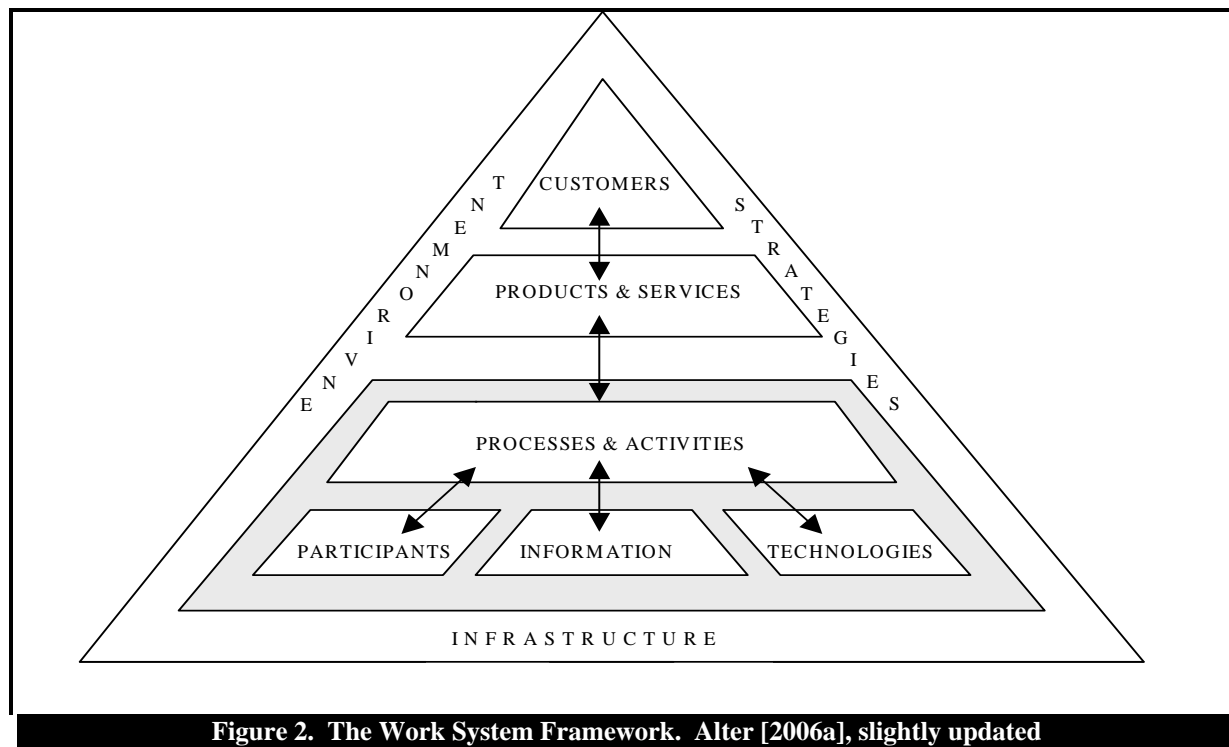 CUSTOMERS
ENVIRONMENT
STRATEGIES
PRODUCTS & SERVICES
PROCESSES & ACTIVITIES
PARTICIPANTS
INFORMATION
TECHNOLOGIES
INFRASTRUCTURE
Figure 2. The Work System Framework. Alter [2006a], slightly updated